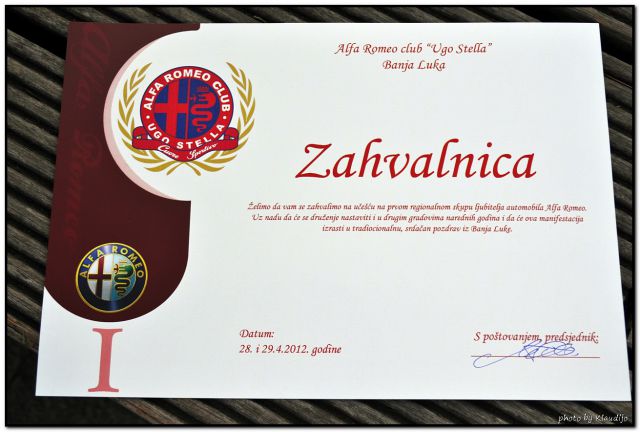 Alfa Romeo club "Ugo Stella"
Banja Luka
ALFA ROMEO CLUB
UGO STELLA
Cuore Sportivo
Zahvalnica
Želimo da vam se zahvalimo na učešću na prvom regionalnom skupu ljubitelja automobila Alfa Romeo.
Uz nadu da će se druženje nastaviti i u drugim gradovima narednih godina i da će ova manifestacija
izrasti u tradiocionalnu, srdačan pozdrav iz Banja Luke.
ALFA ROMEO
I
Datum:
28. i 29.4.2012. godine
S poštovanjem, predsjednik:
photo by Klaudijo